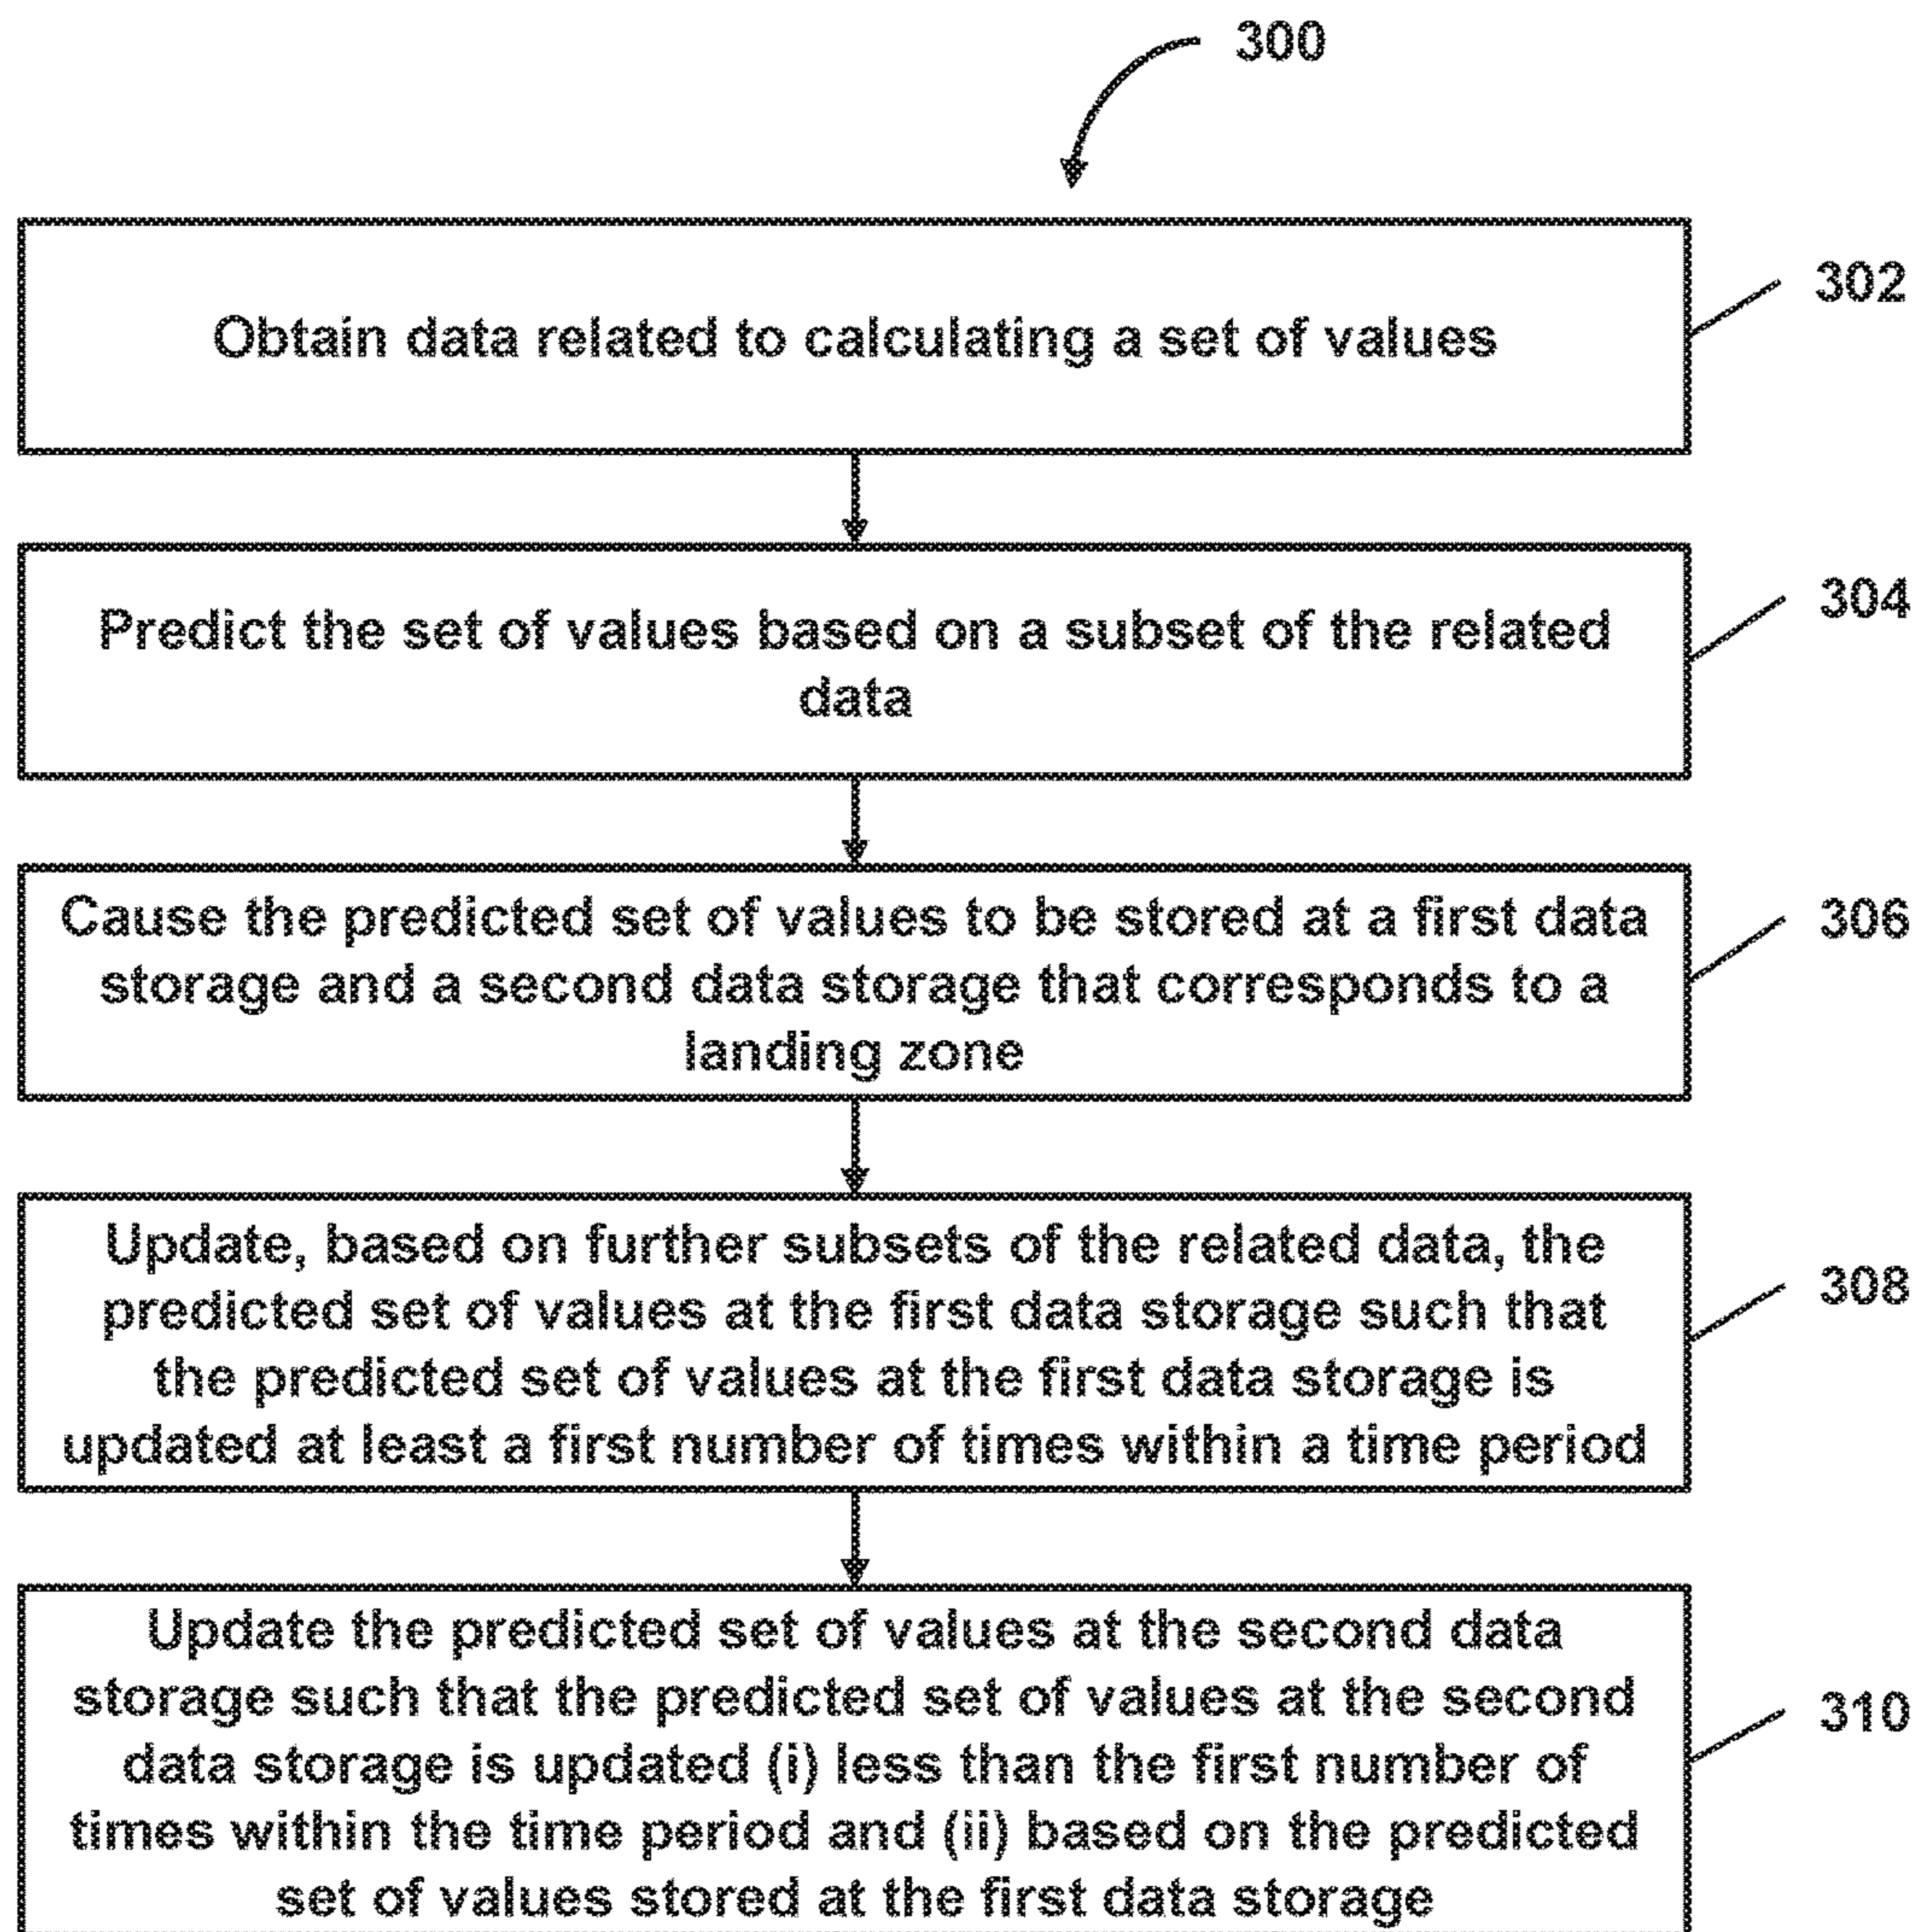 300
Obtain data related to calculating a set of values
302
Predict the set of values based on a subset of the related
data
304
Cause the predicted set of values to be stored at a first data
storage and a second data storage that corresponds to a
landing zone
306
Update, based on further subsets of the related data, the
predicted set of values at the first data storage such that
the predicted set of values at the first data storage is
updated at least a first number of times within a time period
308
Update the predicted set of values at the second data
storage such that the predicted set of values at the second
data storage is updated (i) less than the first number of
times within the time period and (ii) based on the predicted
set of values stored at the first data storage
310